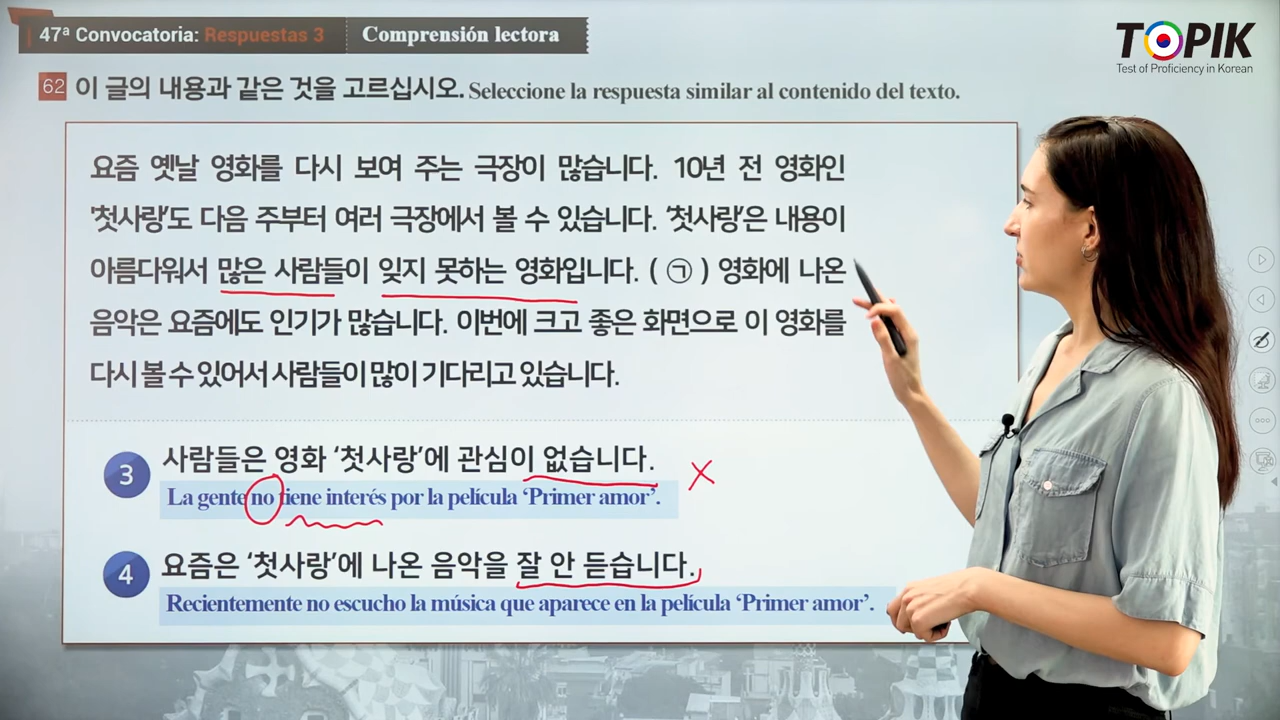 47ª Convocatoria: Respuestas 3 Comprensión lectora
TOPIK
Test of Proficiency in Korean
62 이 글의 내용과 같은 것을 고르십시오. Seleccione la respuesta similar al contenido del texto.
요즘 옛날 영화를 다시 보여 주는 극장이 많습니다. 10년 전 영화인
'첫사랑'도 다음 주부터 여러 극장에서 볼 수 있습니다. '첫사랑'은 내용이
아름다워서 많은 사람들이 잊지 못하는 영화입니다. ( ㉠ ) 영화에 나온
음악은 요즘에도 인기가 많습니다. 이번에 크고 좋은 화면으로 이 영화를
다시 볼 수 있어서 사람들이 많이 기다리고 있습니다.
3 사람들은 영화 '첫사랑'에 관심이 없습니다.
La gente no tiene interés por la película 'Primer amor'.
4 요즘은 '첫사랑'에 나온 음악을 잘 안 듣습니다.
Recientemente no escucho la música que aparece en la película 'Primer amor'.